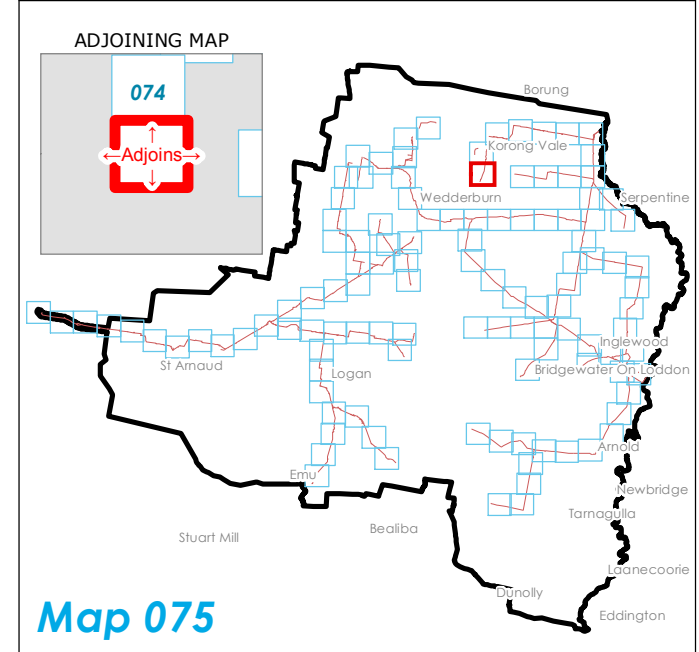 ADJOINING MAP
074
←Adjoins→
Borung
Korong Vale
Wedderburn
Serpentine
Inglewood
St Arnaud
Bridgewater On Loddon
Logan
Arnold
Emu
Newbridge
Tarnagulla
Bealiba
Stuart Mill
Laanecoorie
Dunolly
Eddington
Map 075